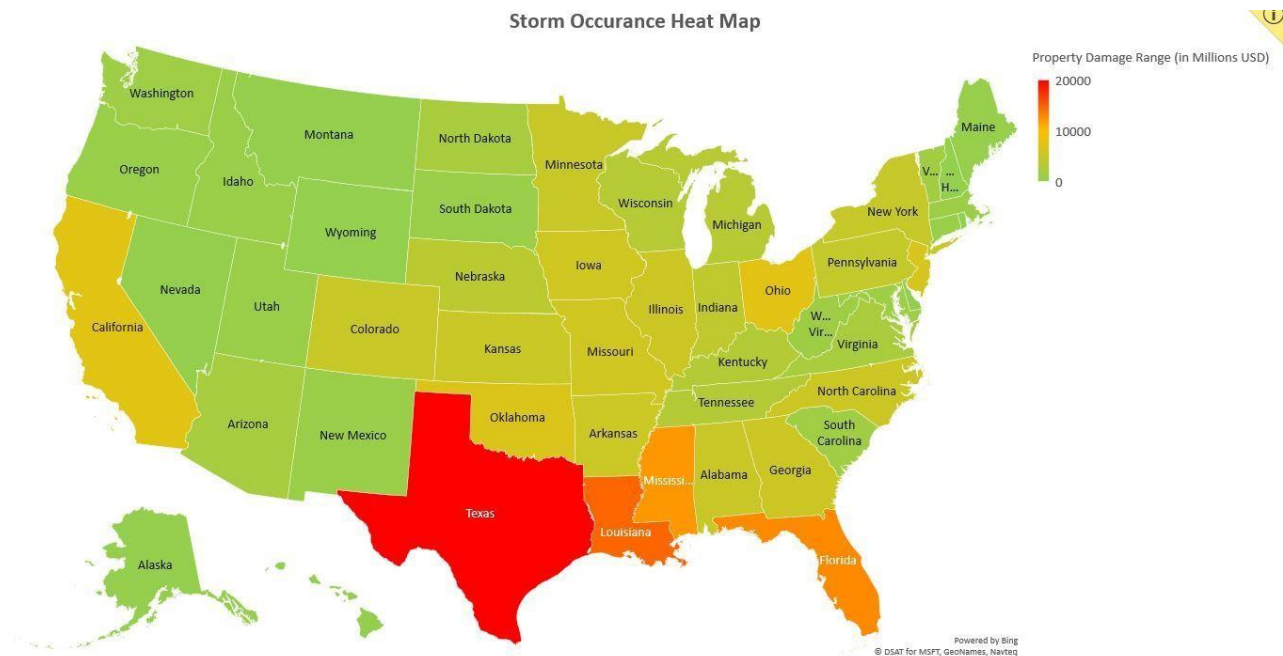 Storm Occurance Heat Map
Property Damage Range (in Millions USD)
20000
10000
0
Washington
Montana
North Dakota
Minnesota
Maine
Oregon
Idaho
Wisconsin
V...
...
H...
South Dakota
Michigan
New York
Wyoming
Nebraska
Iowa
Pennsylvania
Nevada
Utah
Illinois
Indiana
Ohio
California
Colorado
Kansas
Missouri
W...
Vir...
Virginia
Kentucky
Arizona
New Mexico
Oklahoma
Arkansas
Tennessee
North Carolina
South
Carolina
Mississi...
Alabama
Georgia
Texas
Louisiana
Florida
Alaska
Powered by Bing
© DSAT for MSFT, GeoNames, Navteq